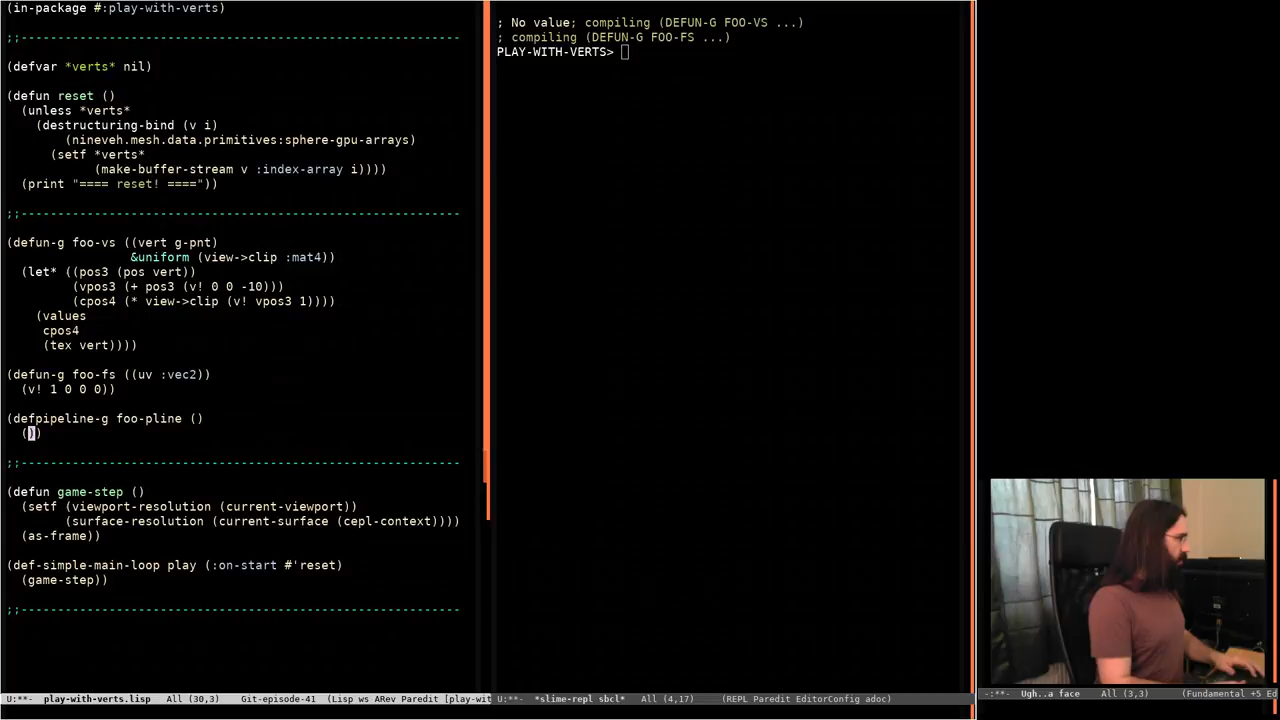 (in-package #:play-with-verts)
;;------------------------------------------------------------
(defvar *verts* nil)
(defun reset ()
  (unless *verts*
    (destructuring-bind (v i)
        (nineveh.mesh.data.primitives:sphere-gpu-arrays)
      (setf *verts*
            (make-buffer-stream v :index-array i))))
  (print "==== reset! ===="))
;;------------------------------------------------------------
(defun-g foo-vs ((vert g-pnt)
                 &uniform (view->clip :mat4))
  (let* ((pos3 (pos vert))
         (vpos3 (+ pos3 (v! 0 0 -10)))
         (cpos4 (* view->clip (v! vpos3 1))))
    (values
     cpos4
     (tex vert))))
(defun-g foo-fs ((uv :vec2))
  (v! 1 0 0 0))
(defpipeline-g foo-pline ()
  ())
;;------------------------------------------------------------
(defun game-step ()
  (setf (viewport-resolution (current-viewport))
        (surface-resolution (current-surface (cepl-context))))
  (as-frame))
(def-simple-main-loop play (:on-start #'reset)
  (game-step))
;;------------------------------------------------------------
U:**-  play-with-verts.lisp   All (30,3)   Git-episode-41  (Lisp ws ARev Paredit [play-wit
; No value; compiling (DEFUN-G FOO-VS ...)
; compiling (DEFUN-G FOO-FS ...)
PLAY-WITH-VERTS>
U:**-  *slime-repl sbcl*   All (4,17)   (REPL Paredit EditorConfig adoc)
-:**-  Ugh..a face   All (3,3)   (Fundamental +5 Ed